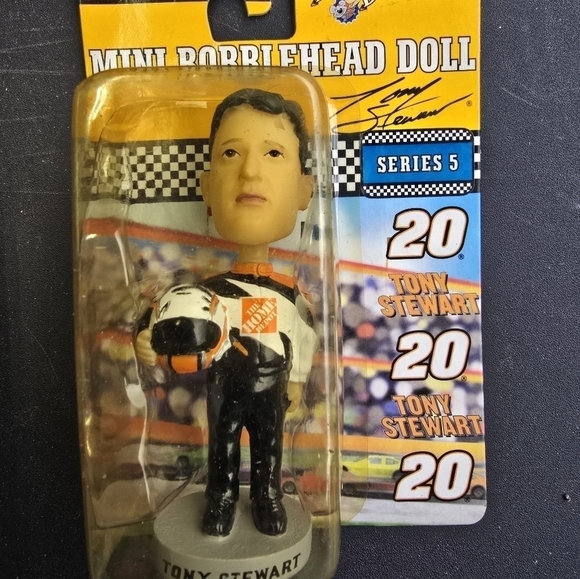 MINI BOBBLEHEAD DOLL
Tony
Stewart
SERIES 5
20
TONY
STEWART
THE
HOME
DEPOT
20
TONY
STEWART
20
TONY STEWART